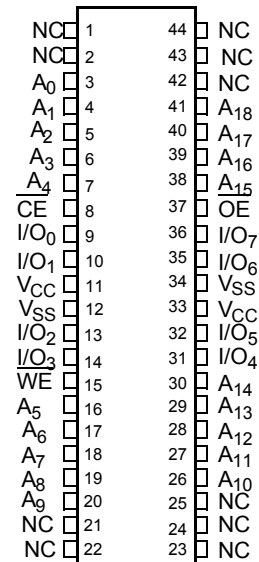 NC 1 44 NC
NC 2 43 NC
A0 3 42 NC
A1 4 41 A18
A2 5 40 A17
A3 6 39 A16
A4 7 38 A15
CE 8 37 OE
I/O0 9 36 I/O7
I/O1 10 35 I/O6
VCC 11 34 VSS
VSS 12 33 VCC
I/O2 13 32 I/O5
I/O3 14 31 I/O4
WE 15 30 A14
A5 16 29 A13
A6 17 28 A12
A7 18 27 A11
A8 19 26 A10
A9 20 25 NC
NC 21 24 NC
NC 22 23 NC